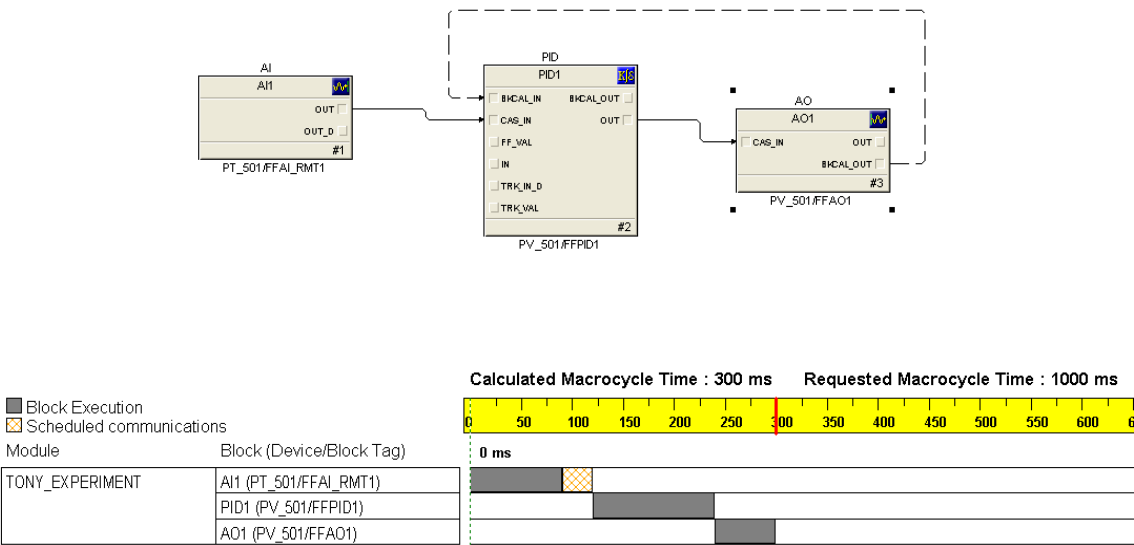 PID
AI
PID1
AI1
BKCAL_IN BKCAL_OUT
AO
OUT
CAS_IN OUT
AO1
OUT_D
FF_VAL
CAS_IN OUT
#1
IN
BKCAL_OUT
PT_501/FFAI_RMT1
TRK_IN_D
#3
TRK_VAL
PV_501/FFAO1
#2
PV_501/FFPID1
Calculated Macrocycle Time : 300 ms Requested Macrocycle Time : 1000 ms
Block Execution
Scheduled communications
0 50 100 150 200 250 300 350 400 450 500 550 600 6
Module Block (Device/Block Tag) 0 ms
TONY_EXPERIMENT AI1 (PT_501/FFAI_RMT1)
PID1 (PV_501/FFPID1)
AO1 (PV_501/FFAO1)